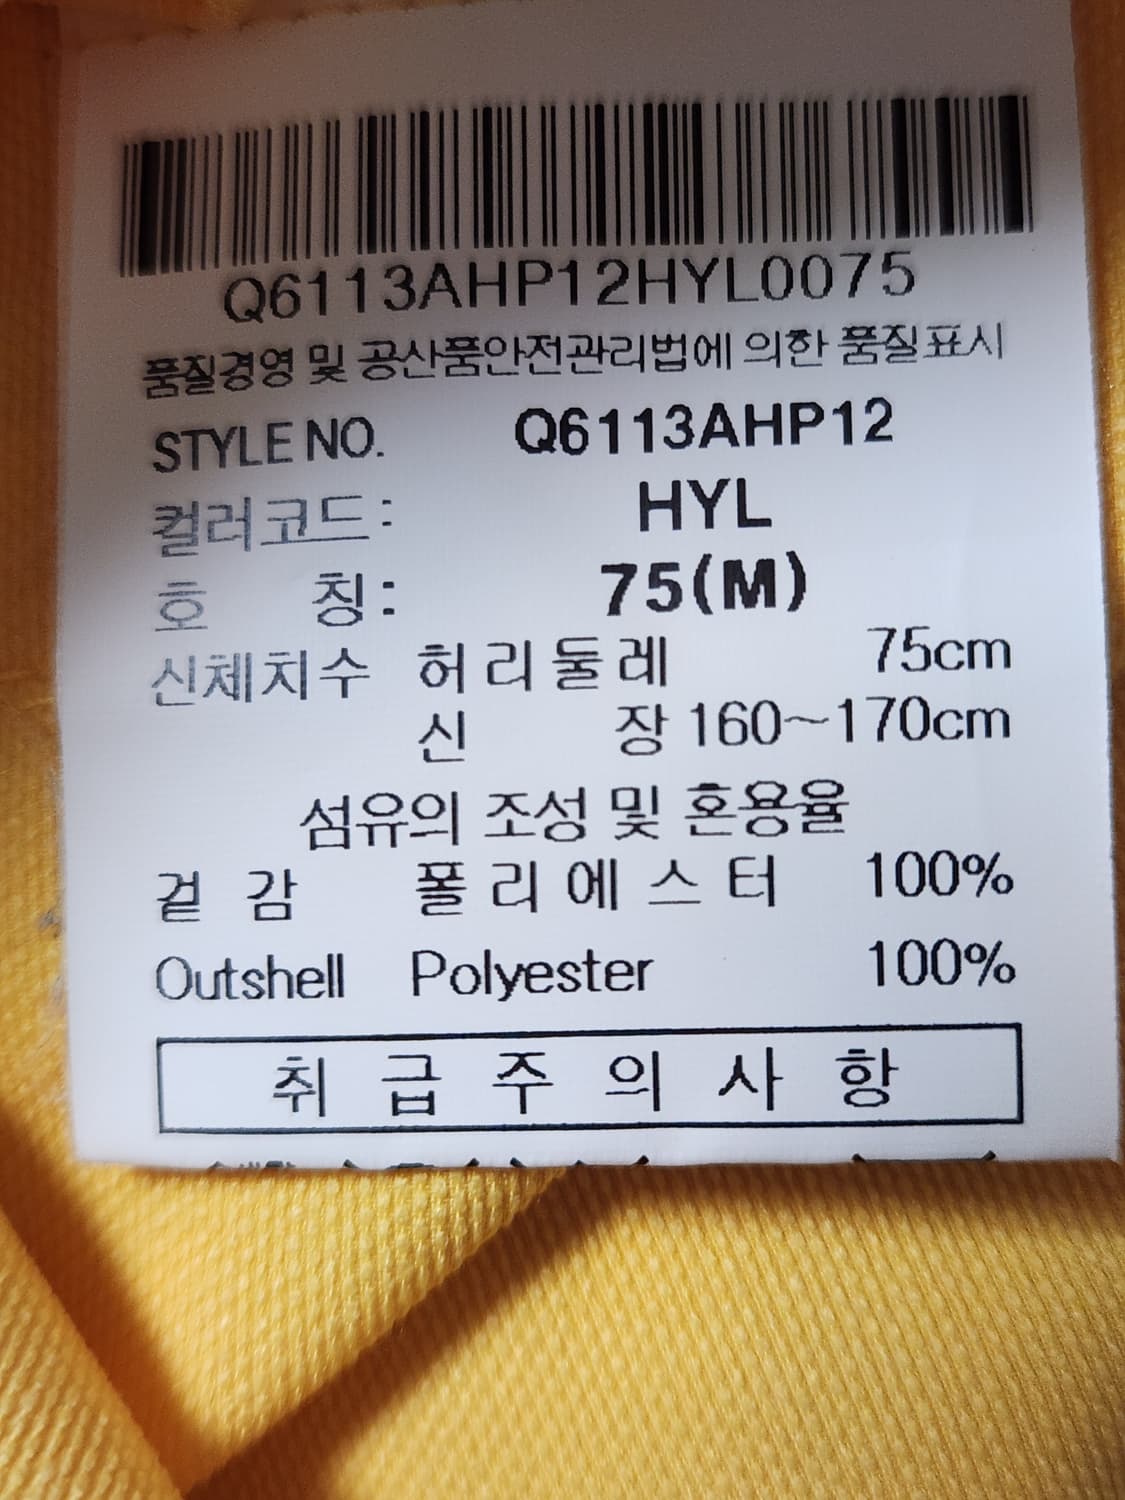 Q6113AHP12HYL0075
품질경영 및 공산품안전관리법에 의한 품질표시
STYLE NO. Q6113AHP12
컬러코드: HYL
호 칭: 75(M)
신체치수 허리둘레 75cm
신 장 160~170cm
섬유의 조성 및 혼용율
겉 감 폴리에스터 100%
Outshell Polyester 100%
취급주의사항